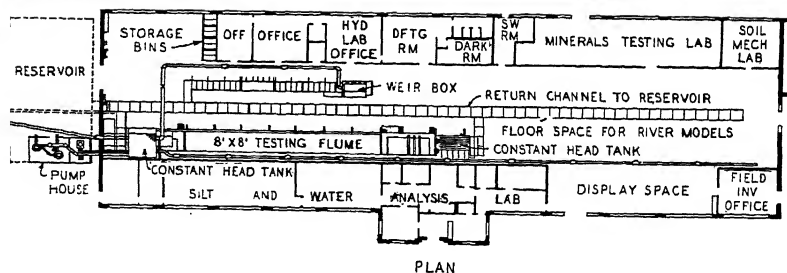 STORAGE BINS
OFF
OFFICE
HYD LAB OFFICE
DFTG RM
DARK RM
SW RM
MINERALS TESTING LAB
SOIL MECH LAB
RESERVOIR
WEIR BOX
RETURN CHANNEL TO RESERVOIR
FLOOR SPACE FOR RIVER MODELS
8' X 8' TESTING FLUME
CONSTANT HEAD TANK
A
PUMP HOUSE
CONSTANT HEAD TANK
SILT AND WATER ANALYSIS LAB
DISPLAY SPACE
FIELD INV OFFICE
PLAN